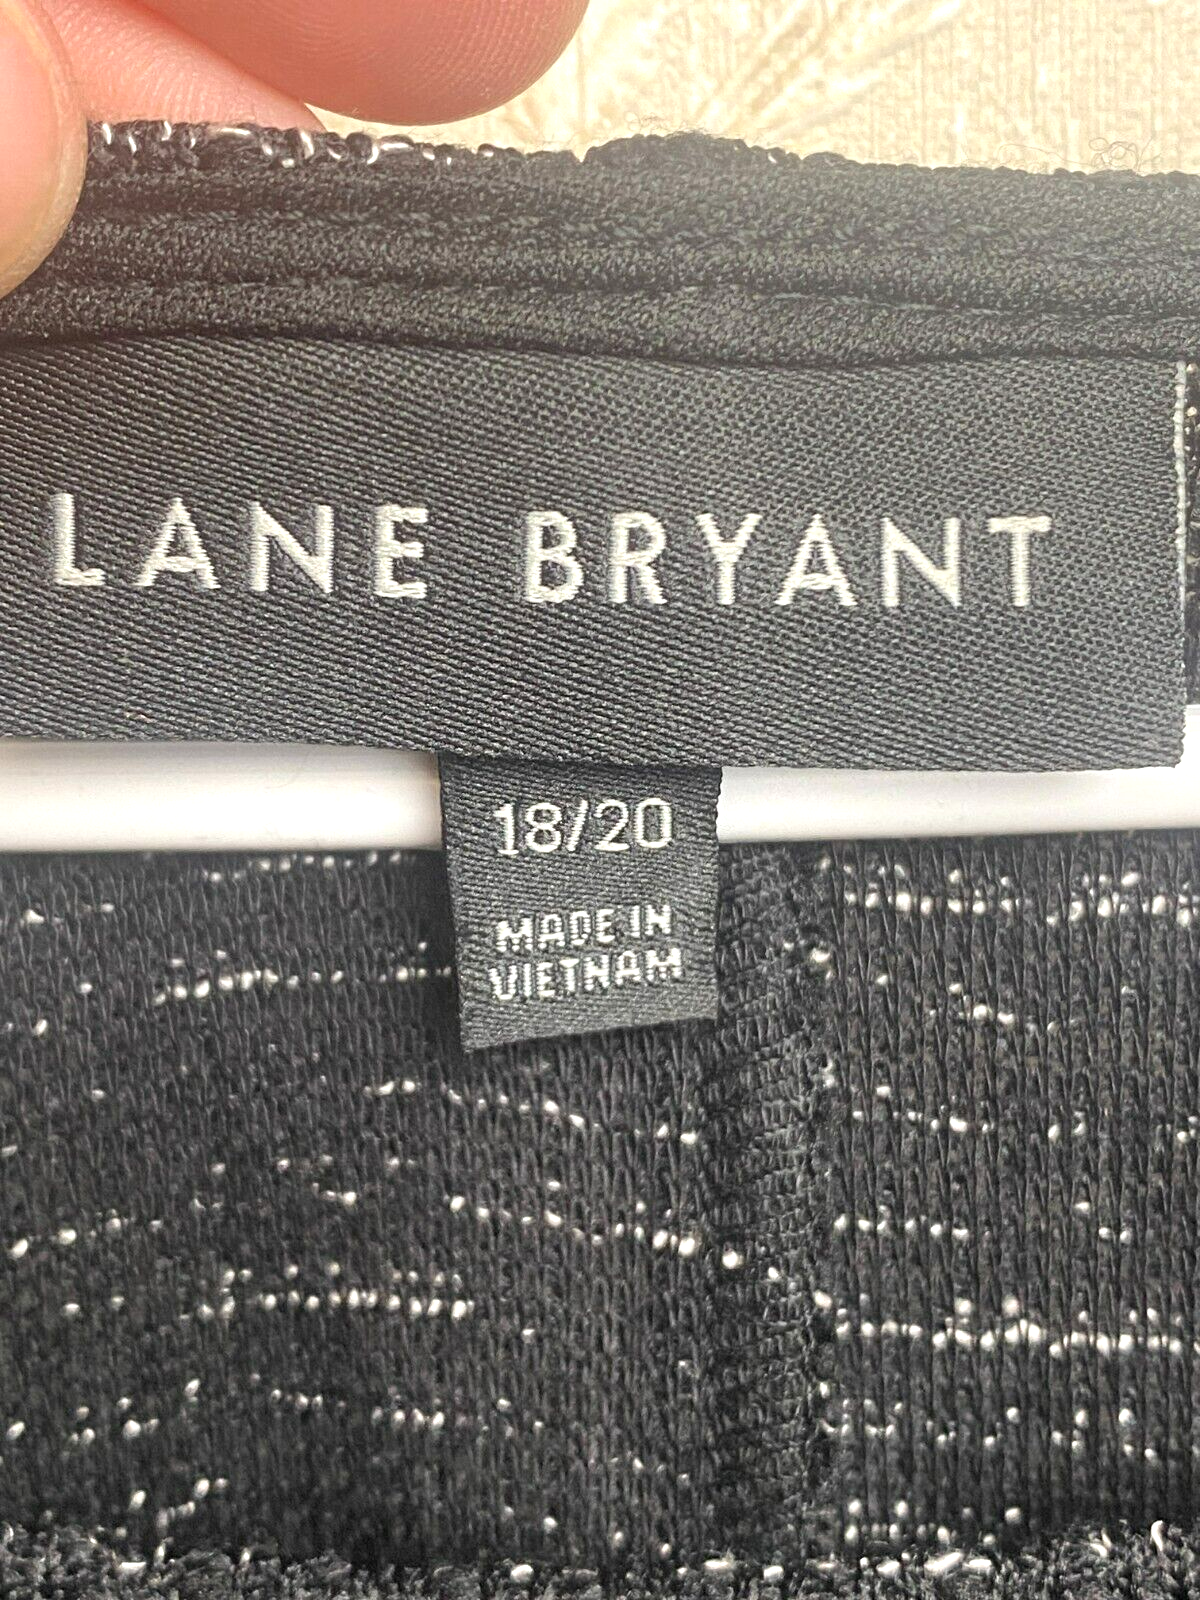 LANE BRYANT
18/20
MADE IN
VIETNAM